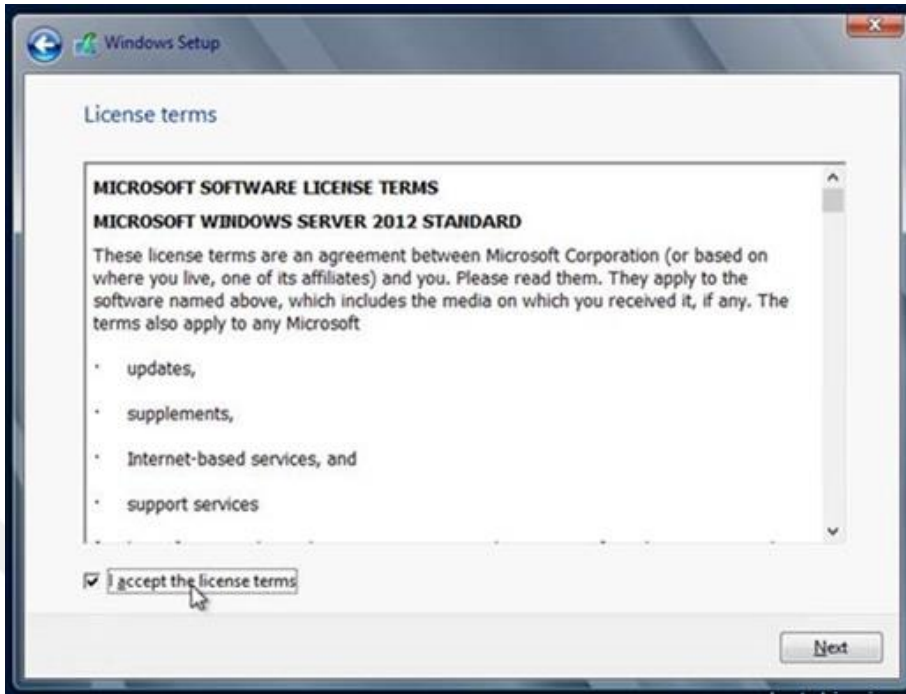 Windows Setup
License terms
MICROSOFT SOFTWARE LICENSE TERMS
MICROSOFT WINDOWS SERVER 2012 STANDARD
These license terms are an agreement between Microsoft Corporation (or based on
where you live, one of its affiliates) and you. Please read them. They apply to the
software named above, which includes the media on which you received it, if any. The
terms also apply to any Microsoft
· updates,
· supplements,
· Internet-based services, and
· support services
I accept the license terms
Next